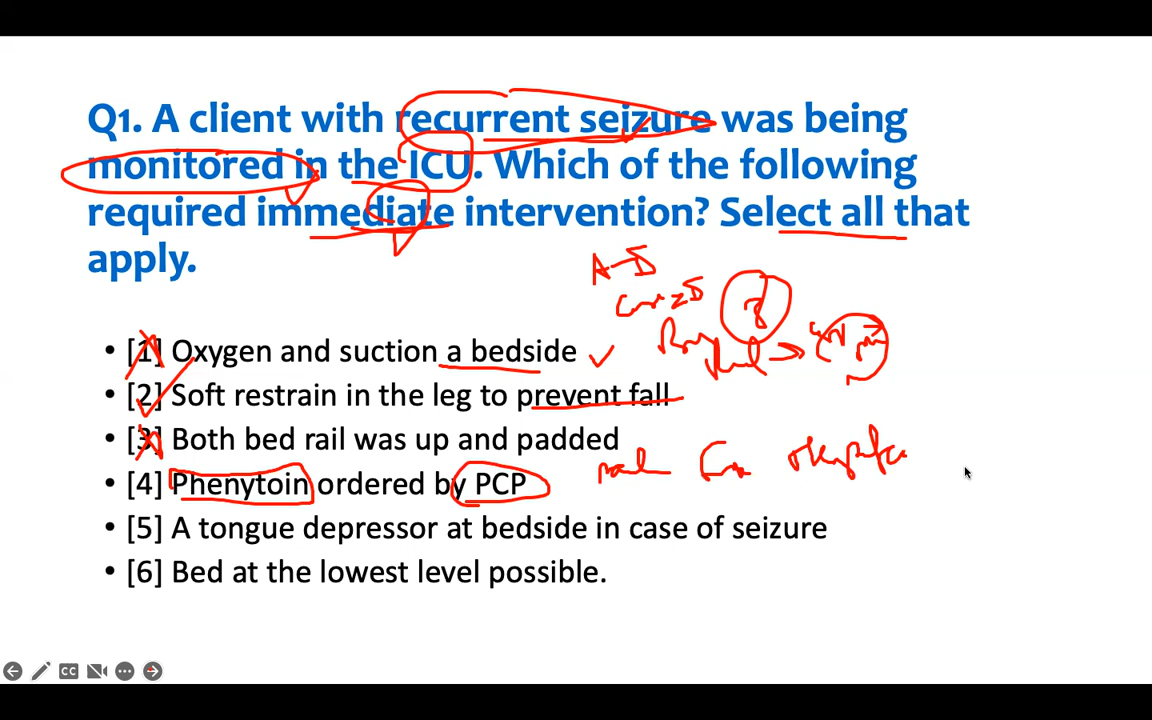 Q1. A client with recurrent seizure was being
monitored in the ICU. Which of the following
required immediate intervention? Select all that
apply.
A-D
• [1] Oxygen and suction a bedside
• [2] Soft restrain in the leg to prevent fall
• [3] Both bed rail was up and padded
• [4] Phenytoin ordered by PCP
• [5] A tongue depressor at bedside in case of seizure
• [6] Bed at the lowest level possible.
CC